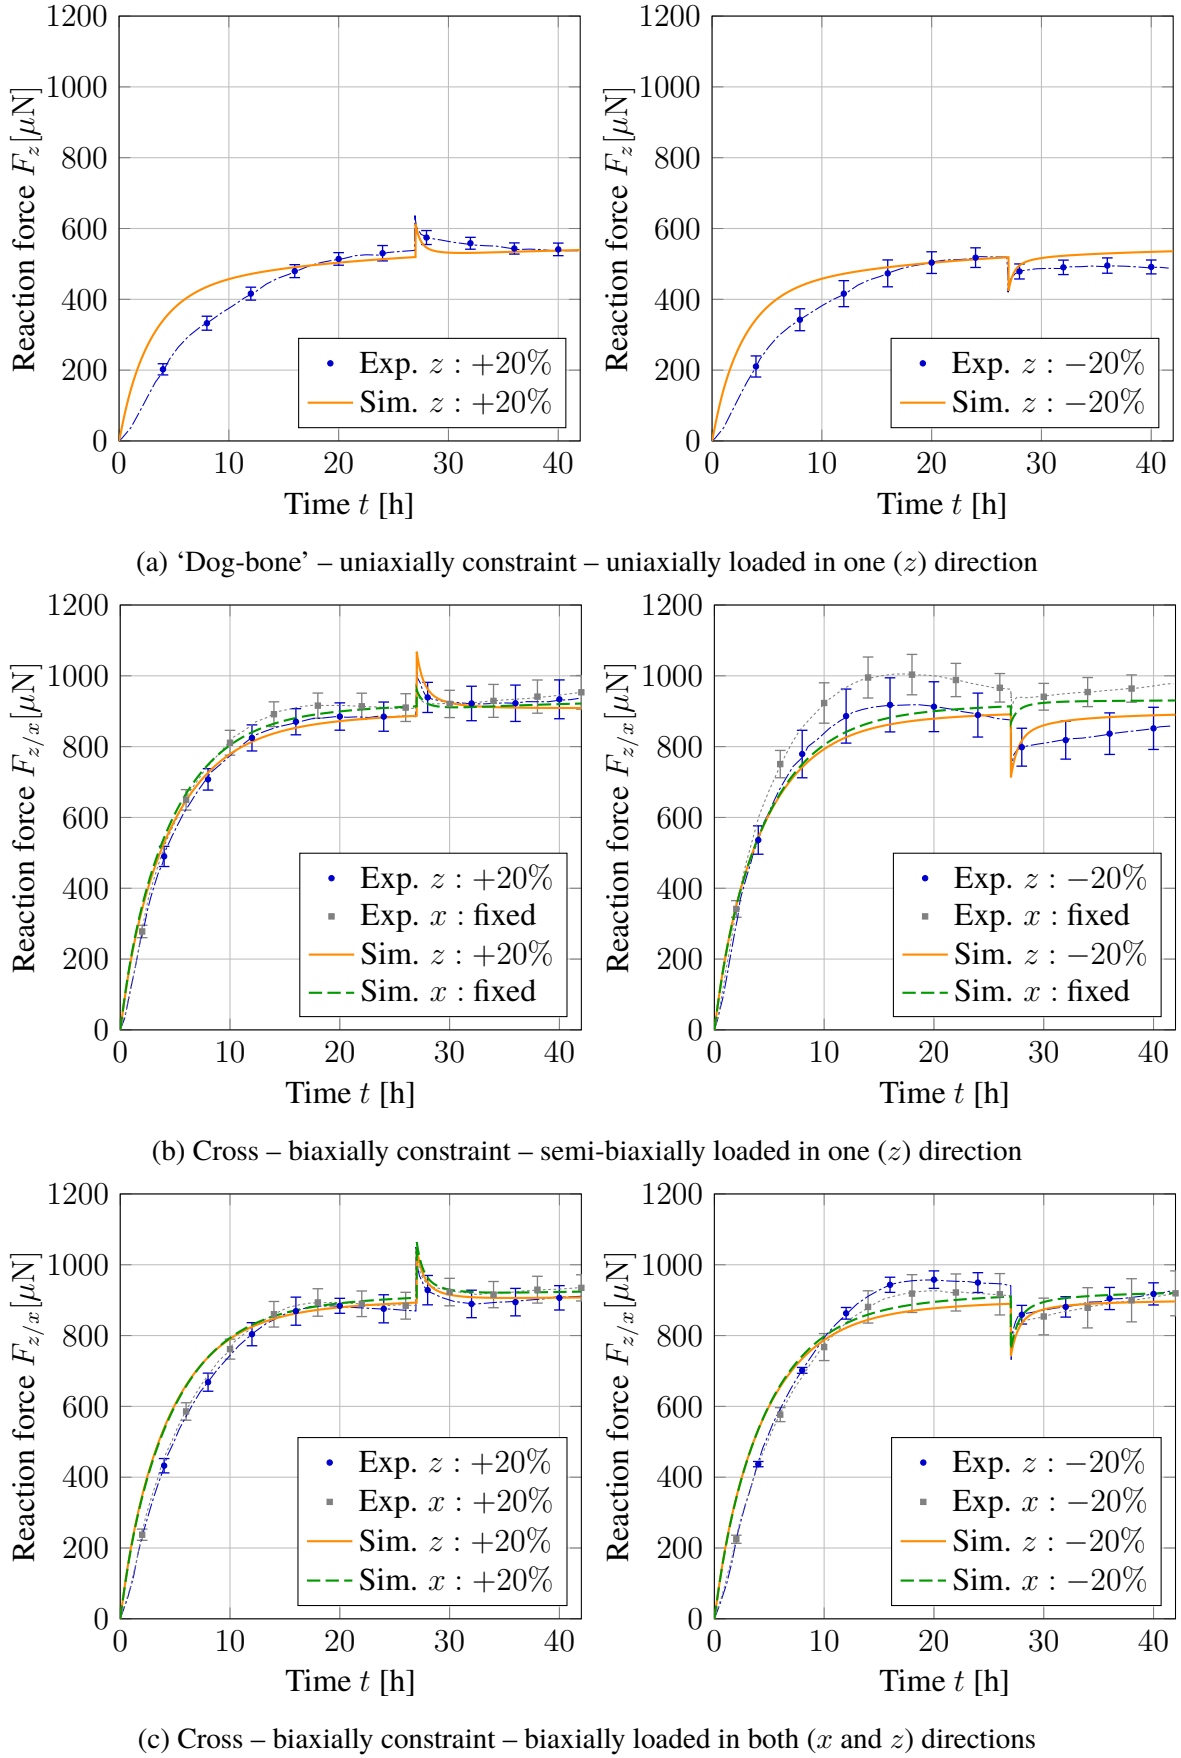 0 10 20 30 40
0
200
400
600
800
1000
1200
Time t [h]
Reaction force F_z [μN]
Exp. z : +20%
Sim. z : +20%
0 10 20 30 40
0
200
400
600
800
1000
1200
Time t [h]
Reaction force F_z [μN]
Exp. z : −20%
Sim. z : −20%
(a) ‘Dog-bone’ – uniaxially constraint – uniaxially loaded in one (z) direction
0 10 20 30 40
0
200
400
600
800
1000
1200
Time t [h]
Reaction force F_z/x [μN]
Exp. z : +20%
Exp. x : fixed
Sim. z : +20%
Sim. x : fixed
0 10 20 30 40
0
200
400
600
800
1000
1200
Time t [h]
Reaction force F_z/x [μN]
Exp. z : −20%
Exp. x : fixed
Sim. z : −20%
Sim. x : fixed
(b) Cross – biaxially constraint – semi-biaxially loaded in one (z) direction
0 10 20 30 40
0
200
400
600
800
1000
1200
Time t [h]
Reaction force F_z/x [μN]
Exp. z : +20%
Exp. x : +20%
Sim. z : +20%
Sim. x : +20%
0 10 20 30 40
0
200
400
600
800
1000
1200
Time t [h]
Reaction force F_z/x [μN]
Exp. z : −20%
Exp. x : −20%
Sim. z : −20%
Sim. x : −20%
(c) Cross – biaxially constraint – biaxially loaded in both (x and z) directions